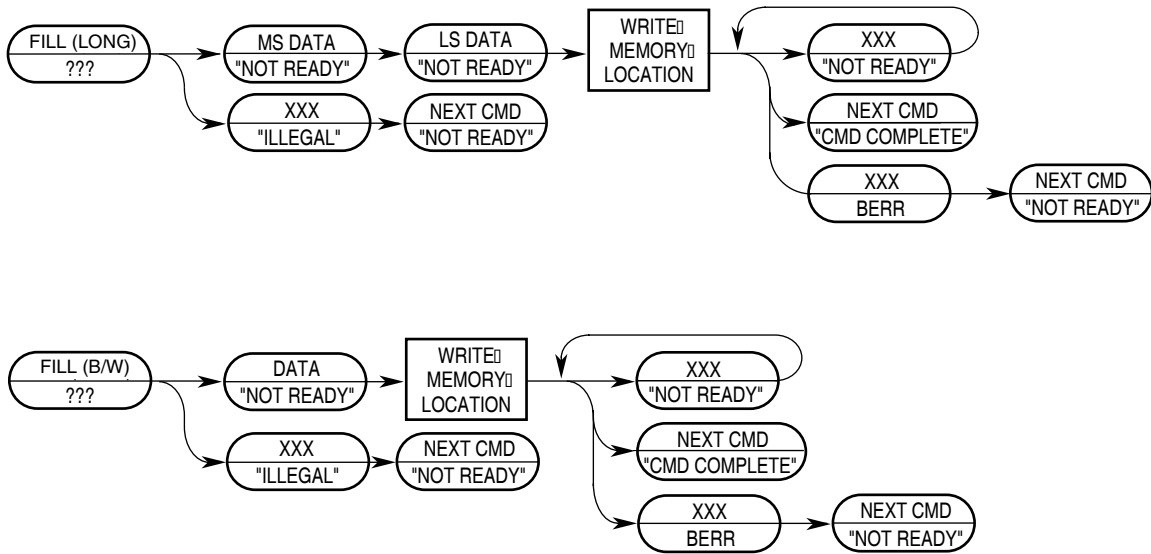 FILL (LONG)
???
MS DATA
"NOT READY"
LS DATA
"NOT READY"
WRITE
MEMORY
LOCATION
XXX
"NOT READY"
XXX
"ILLEGAL"
NEXT CMD
"NOT READY"
NEXT CMD
"CMD COMPLETE"
XXX
BERR
NEXT CMD
"NOT READY"
FILL (B/W)
???
DATA
"NOT READY"
WRITE
MEMORY
LOCATION
XXX
"NOT READY"
XXX
"ILLEGAL"
NEXT CMD
"NOT READY"
NEXT CMD
"CMD COMPLETE"
XXX
BERR
NEXT CMD
"NOT READY"